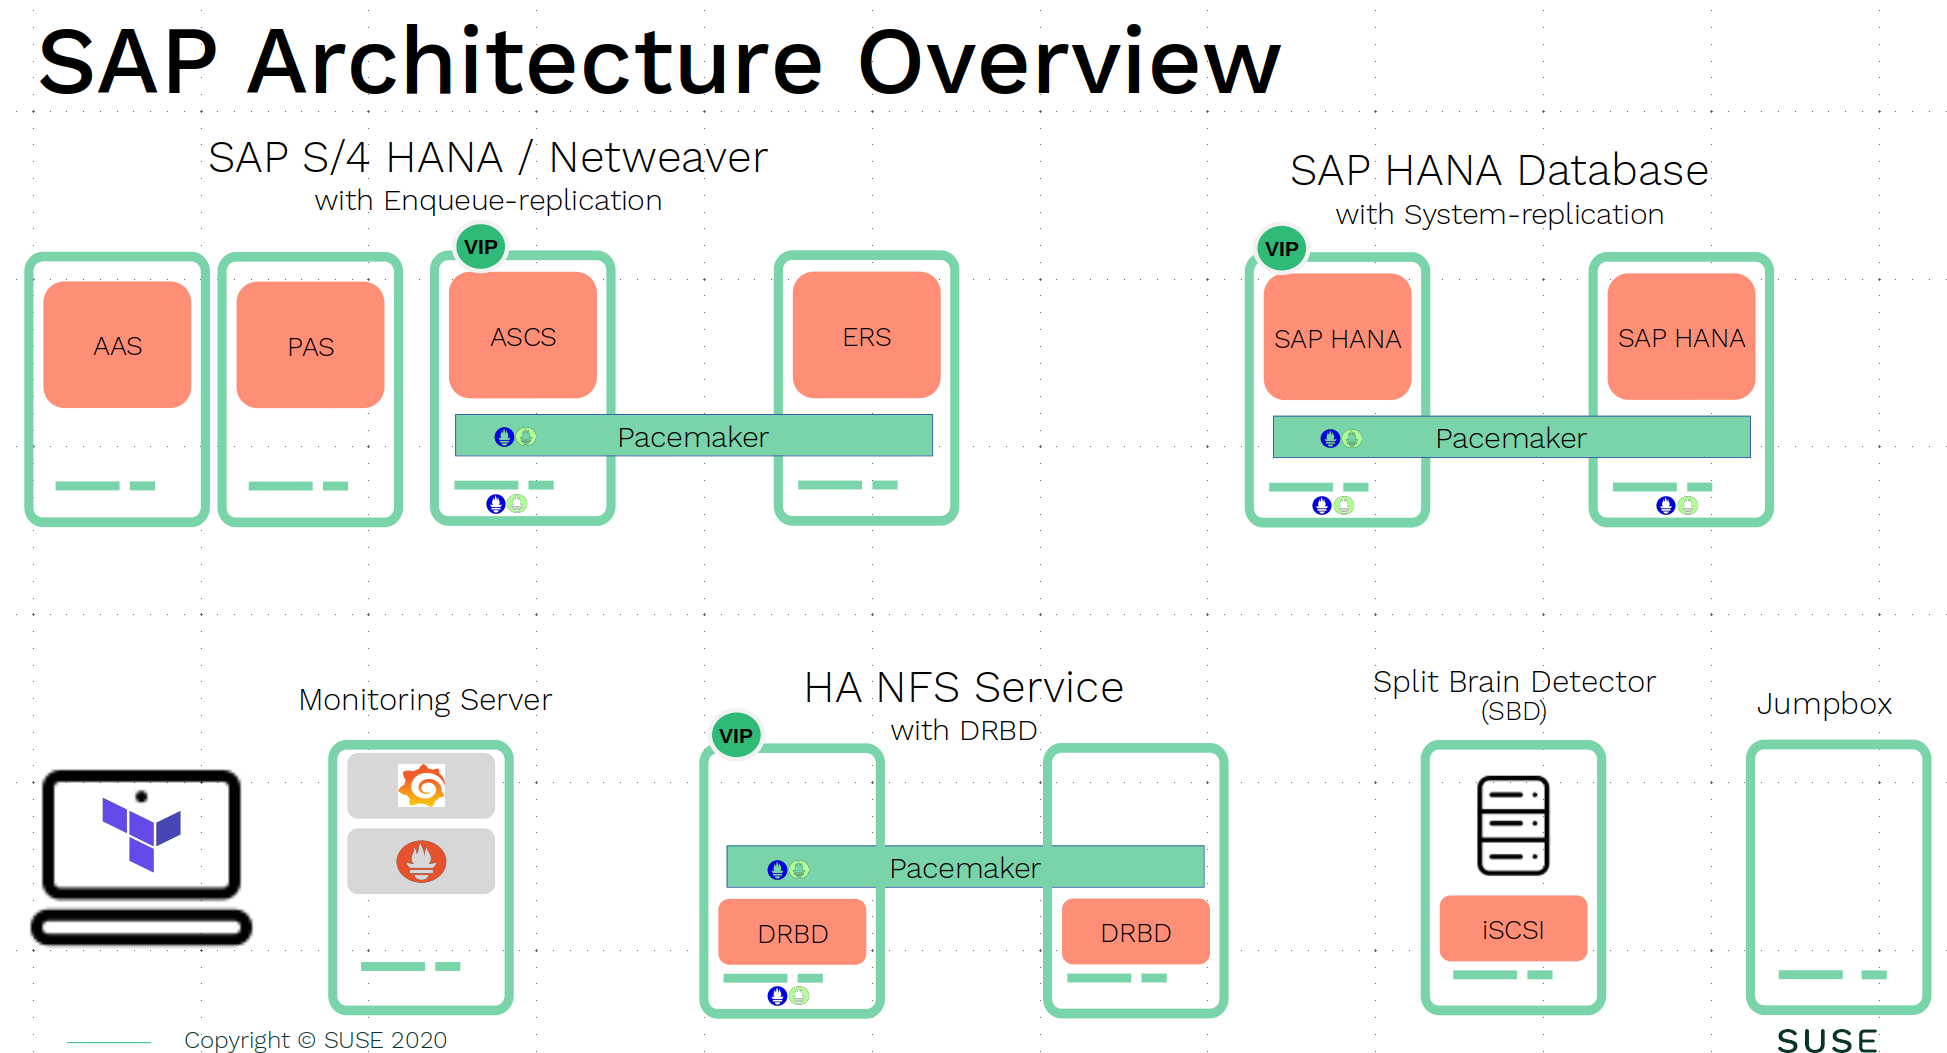 SAP Architecture Overview
SAP S/4 HANA / Netweaver
with Enqueue-replication
SAP HANA Database
with System-replication
VIP
VIP
AAS
PAS
ASCS
ERS
SAP HANA
SAP HANA
Pacemaker
Pacemaker
Monitoring Server
HA NFS Service
with DRBD
Split Brain Detector
(SBD)
Jumpbox
VIP
Pacemaker
DRBD
DRBD
iSCSI
Copyright © SUSE 2020
SUSE